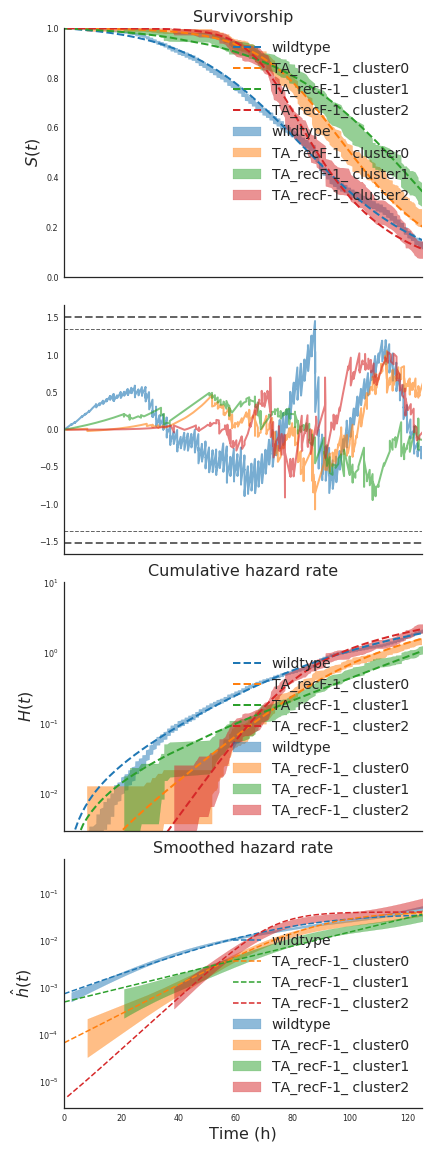 Survivorship
1.0
0.8
0.6
0.4
0.2
0.0
S(t)
wildtype
TA_recF-1_ cluster0
TA_recF-1_ cluster1
TA_recF-1_ cluster2
wildtype
TA_recF-1_ cluster0
TA_recF-1_ cluster1
TA_recF-1_ cluster2
1.5
1.0
0.5
0.0
−0.5
−1.0
−1.5
Cumulative hazard rate
10¹
10⁰
10⁻¹
10⁻²
H(t)
wildtype
TA_recF-1_ cluster0
TA_recF-1_ cluster1
TA_recF-1_ cluster2
wildtype
TA_recF-1_ cluster0
TA_recF-1_ cluster1
TA_recF-1_ cluster2
Smoothed hazard rate
10⁻¹
10⁻²
10⁻³
10⁻⁴
10⁻⁵
ĥ(t)
wildtype
TA_recF-1_ cluster0
TA_recF-1_ cluster1
TA_recF-1_ cluster2
wildtype
TA_recF-1_ cluster0
TA_recF-1_ cluster1
TA_recF-1_ cluster2
0 20 40 60 80 100 120
Time (h)